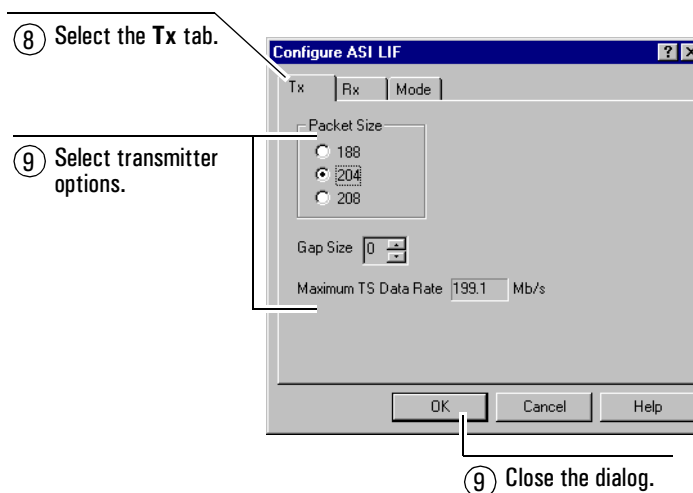 8 Select the Tx tab.
Configure ASI LIF
Tx Rx Mode
Packet Size
188
9 Select transmitter
options.
204
208
Gap Size 0
Maximum TS Data Rate 199.1 Mb/s
OK Cancel Help
9 Close the dialog.